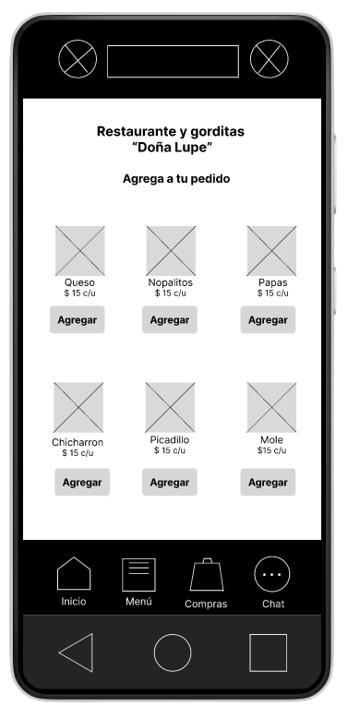 Restaurante y gorditas
“Doña Lupe”
Agrega a tu pedido
Queso
$ 15 c/u
Agregar
Nopalitos
$ 15 c/u
Agregar
Papas
$ 15 c/u
Agregar
Chicharron
$ 15 c/u
Agregar
Picadillo
$ 15 c/u
Agregar
Mole
$15 c/u
Agregar
Inicio
Menú
Compras
Chat